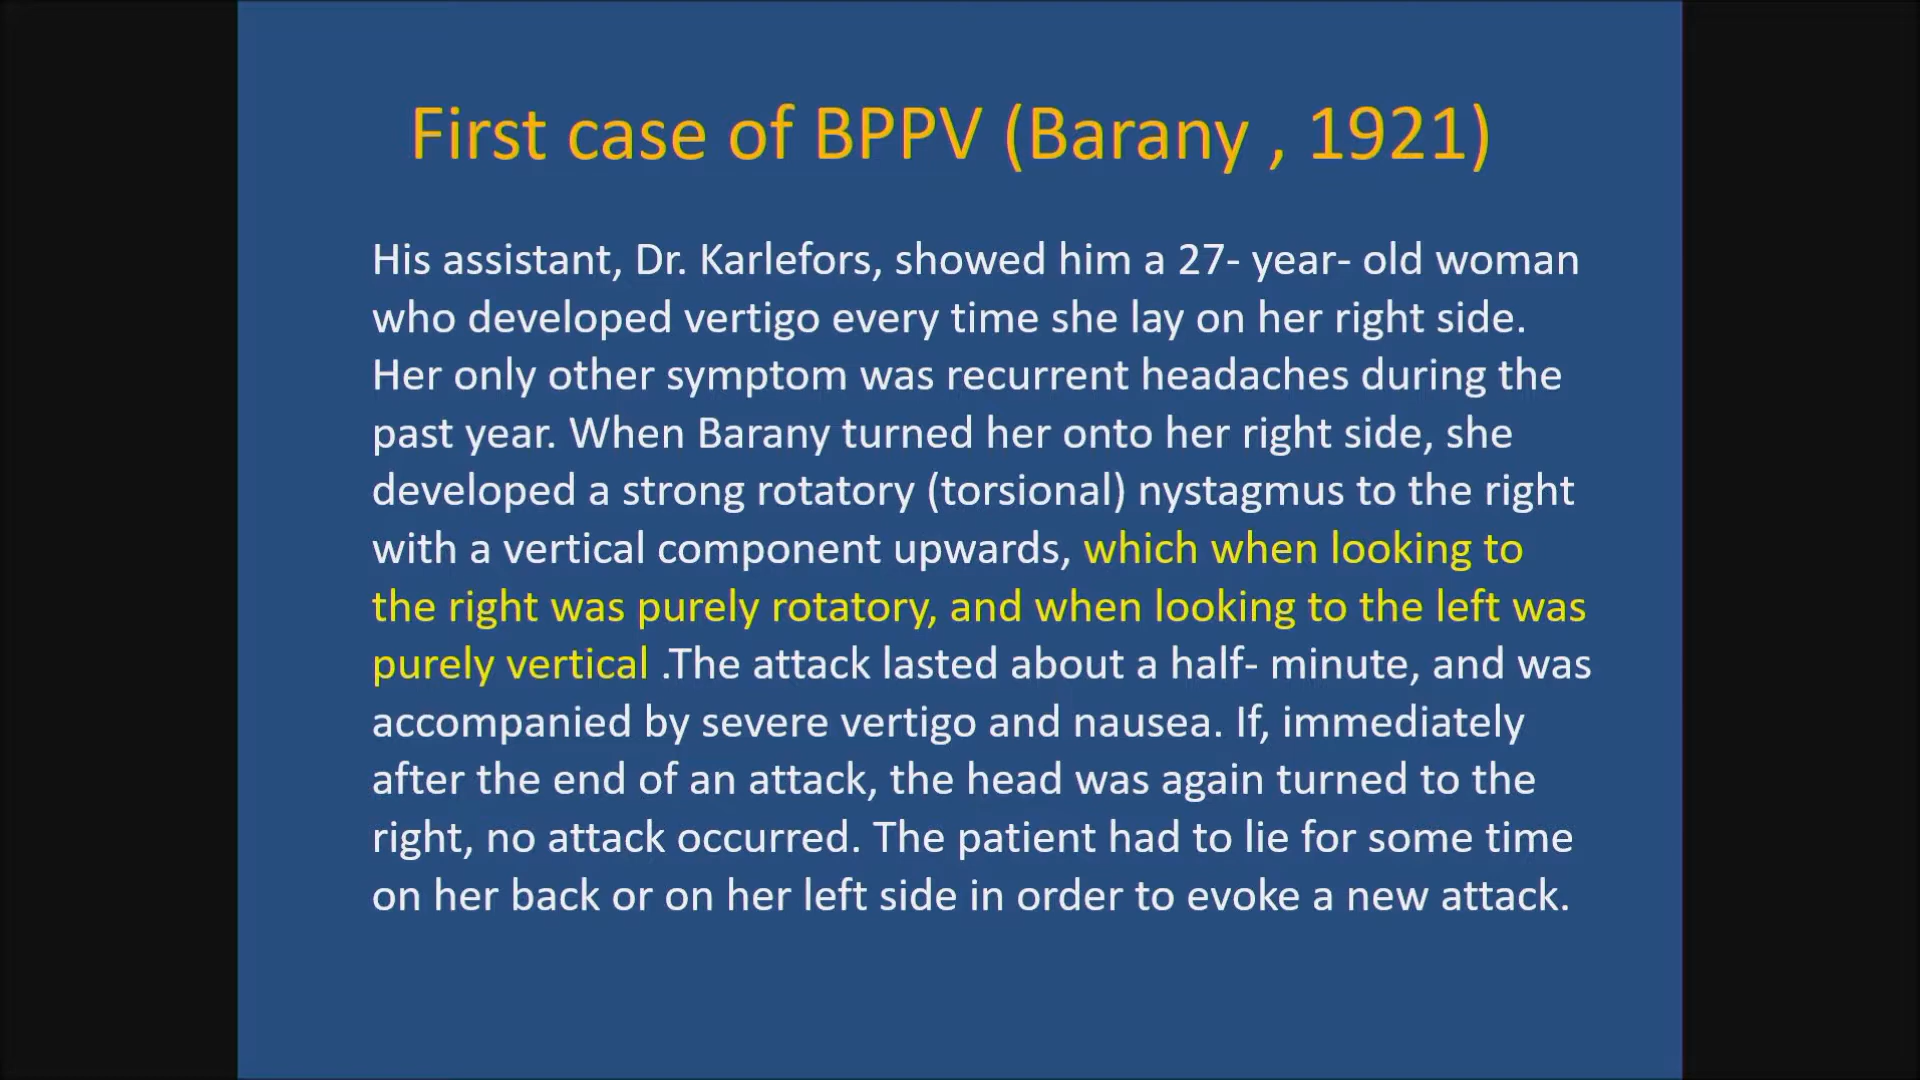 First case of BPPV (Barany , 1921)
His assistant, Dr. Karlefors, showed him a 27- year- old woman
who developed vertigo every time she lay on her right side.
Her only other symptom was recurrent headaches during the
past year. When Barany turned her onto her right side, she
developed a strong rotatory (torsional) nystagmus to the right
with a vertical component upwards, which when looking to
the right was purely rotatory, and when looking to the left was
purely vertical .The attack lasted about a half- minute, and was
accompanied by severe vertigo and nausea. If, immediately
after the end of an attack, the head was again turned to the
right, no attack occurred. The patient had to lie for some time
on her back or on her left side in order to evoke a new attack.